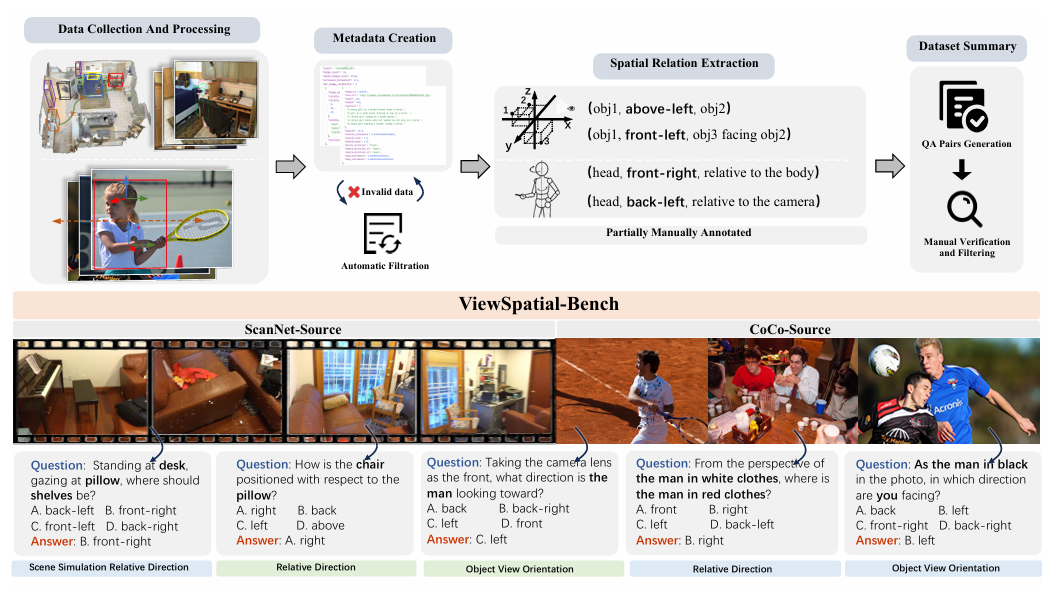 Data Collection And Processing
Metadata Creation
Invalid data
Automatic Filtration
Spatial Relation Extraction
Z
2
1
3
X
y
(obj1, above-left, obj2)
(obj1, front-left, obj3 facing obj2)
(head, front-right, relative to the body)
(head, back-left, relative to the camera)
Partially Manually Annotated
Dataset Summary
QA Pairs Generation
Manual Verification
and Filtering
ViewSpatial-Bench
ScanNet-Source
CoCo-Source
Acronis
Question: Standing at desk,
gazing at pillow, where should
shelves be?
A. back-left B. front-right
C. front-left D. back-right
Answer: B. front-right
Scene Simulation Relative Direction
Question: How is the chair
positioned with respect to the
pillow?
A. right B. back
C. left D. above
Answer: A. right
Relative Direction
Question: Taking the camera lens
as the front, what direction is the
man looking toward?
A. back B. back-right
C. left D. front
Answer: C. left
Object View Orientation
Question: From the perspective of
the man in white clothes, where is
the man in red clothes?
A. front B. right
C. left D. back-left
Answer: B. right
Relative Direction
Question: As the man in black
in the photo, in which direction
are you facing?
A. back B. left
C. front-right D. back-right
Answer: B. left
Object View Orientation